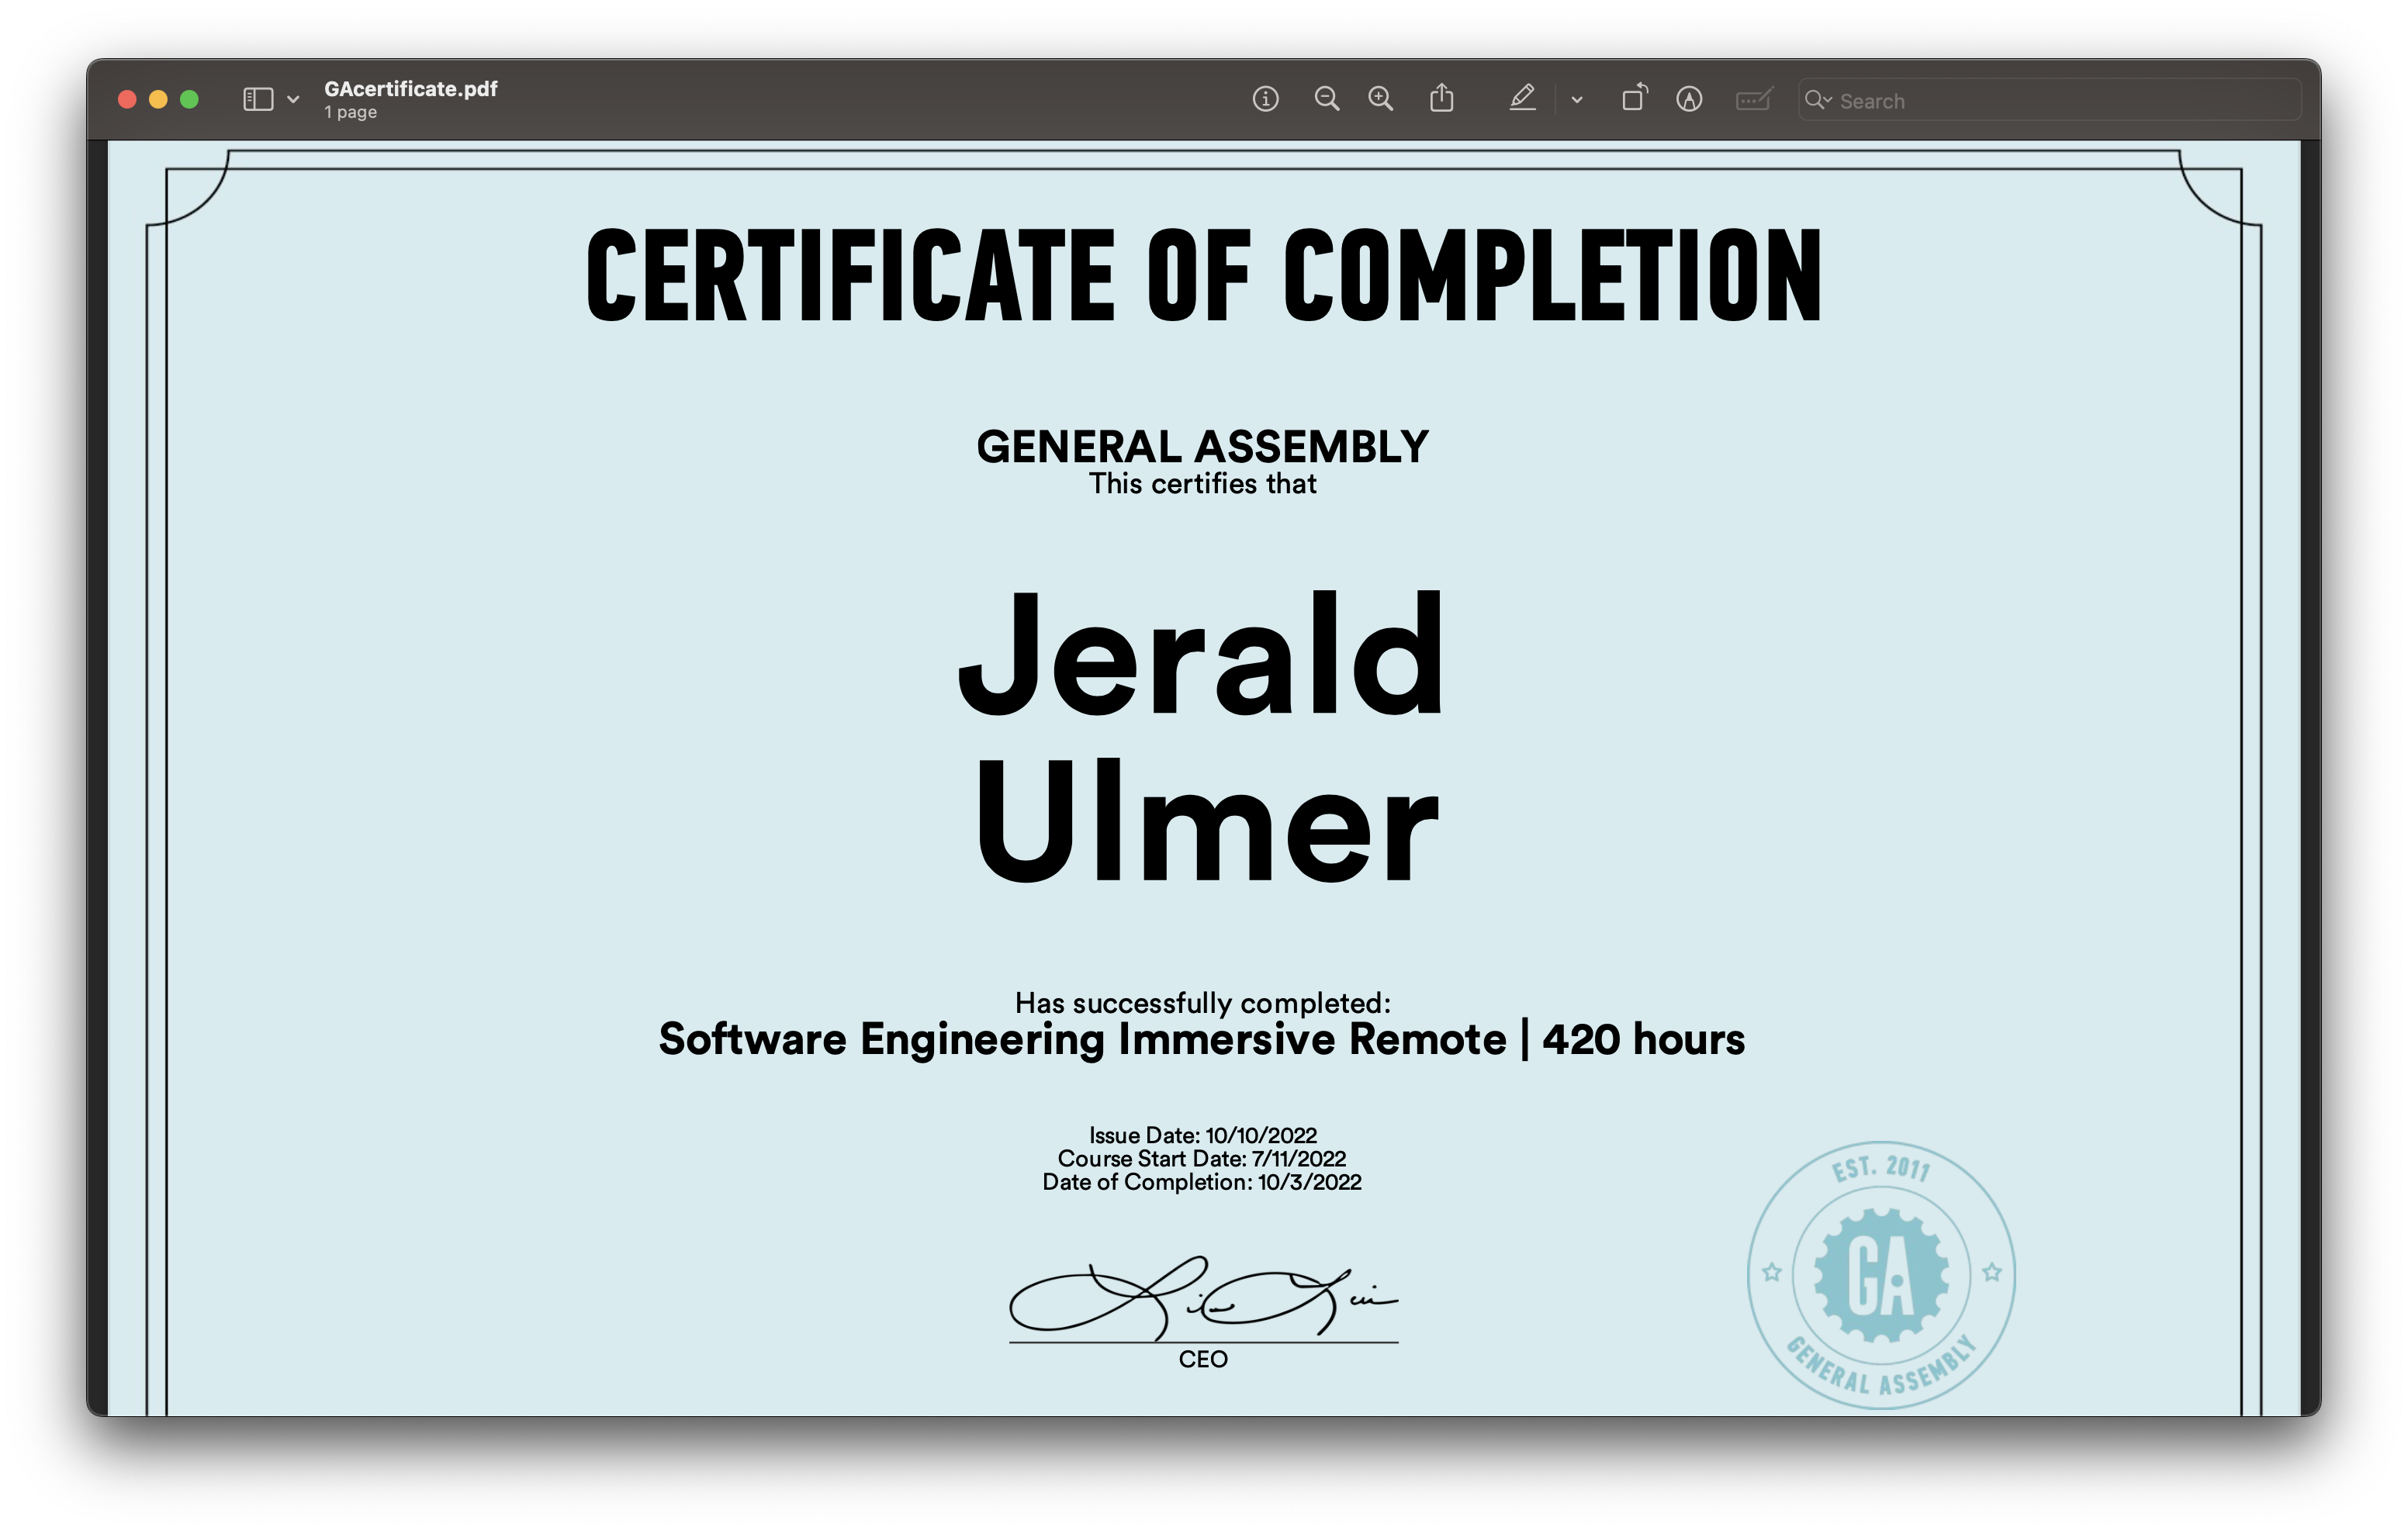 GAcertificate.pdf
1 page
Search
CERTIFICATE OF COMPLETION
GENERAL ASSEMBLY
This certifies that
Jerald
Ulmer
Has successfully completed:
Software Engineering Immersive Remote | 420 hours
Issue Date: 10/10/2022
Course Start Date: 7/11/2022
Date of Completion: 10/3/2022
CEO
EST. 2011
GA
GENERAL ASSEMBLY